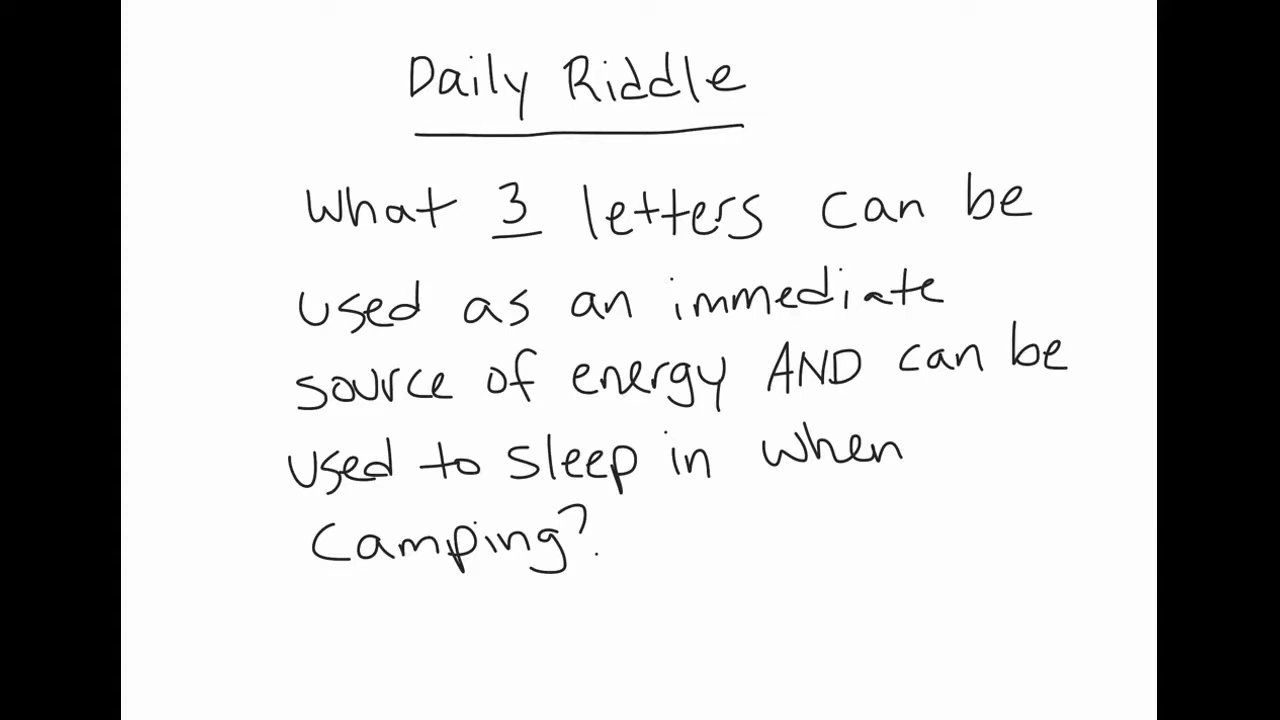 Daily Riddle
What 3 letters can be
used as an immediate
source of energy AND can be
used to sleep in when
Camping?